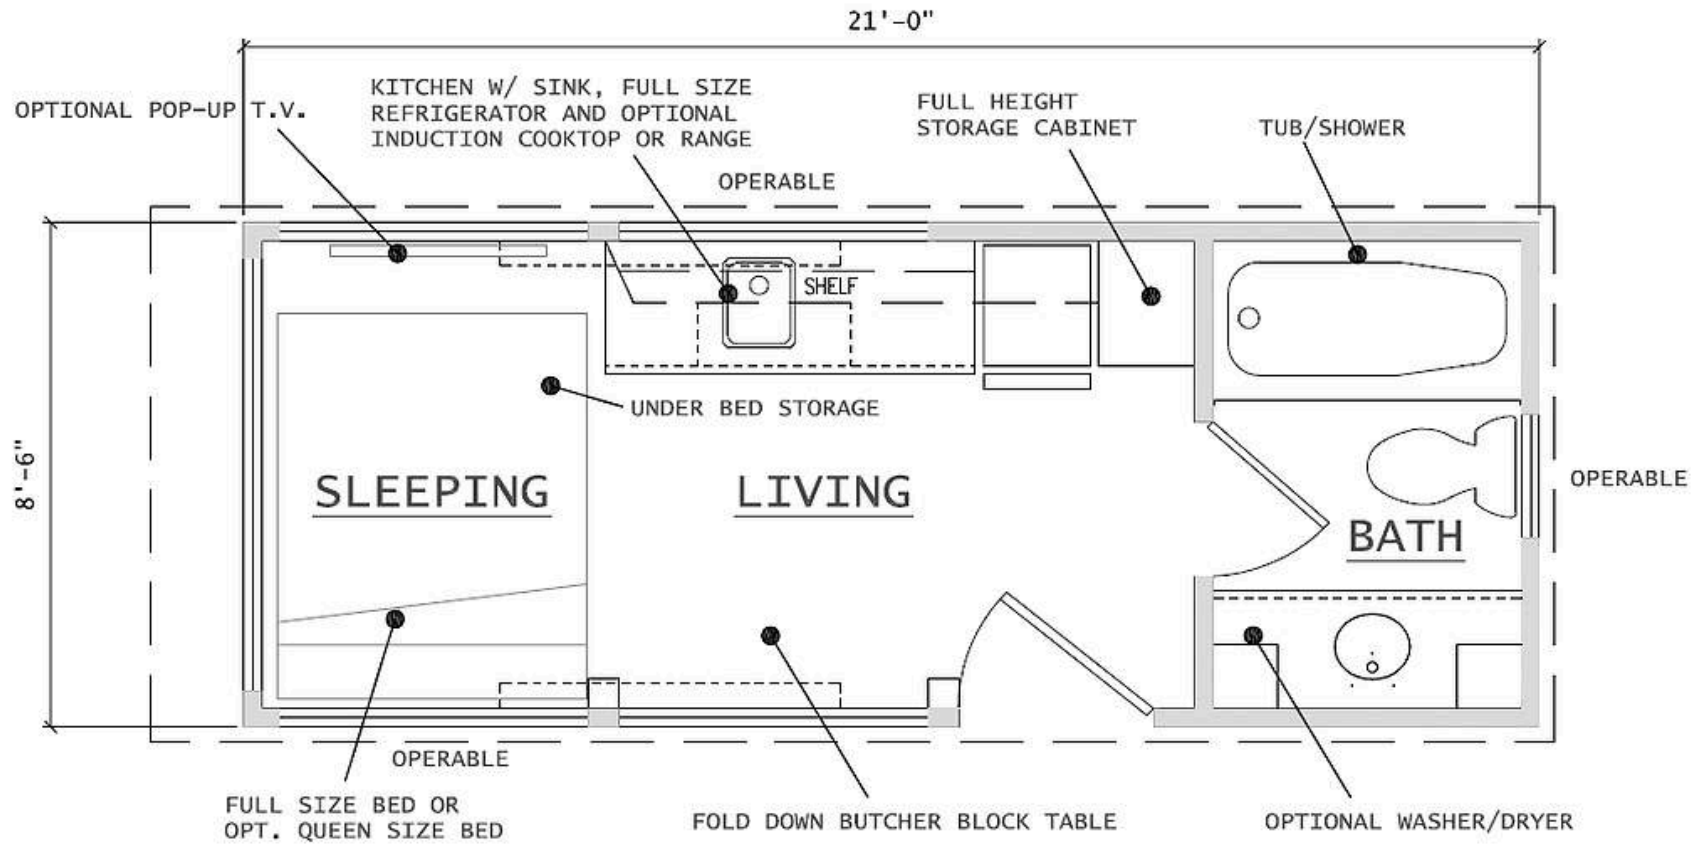 21'-0"
OPTIONAL POP-UP T.V.
KITCHEN W/ SINK, FULL SIZE
REFRIGERATOR AND OPTIONAL
INDUCTION COOKTOP OR RANGE
FULL HEIGHT
STORAGE CABINET
TUB/SHOWER
OPERABLE
SHELF
UNDER BED STORAGE
8'-6"
SLEEPING
LIVING
OPERABLE
BATH
OPERABLE
FULL SIZE BED OR
OPT. QUEEN SIZE BED
FOLD DOWN BUTCHER BLOCK TABLE
OPTIONAL WASHER/DRYER